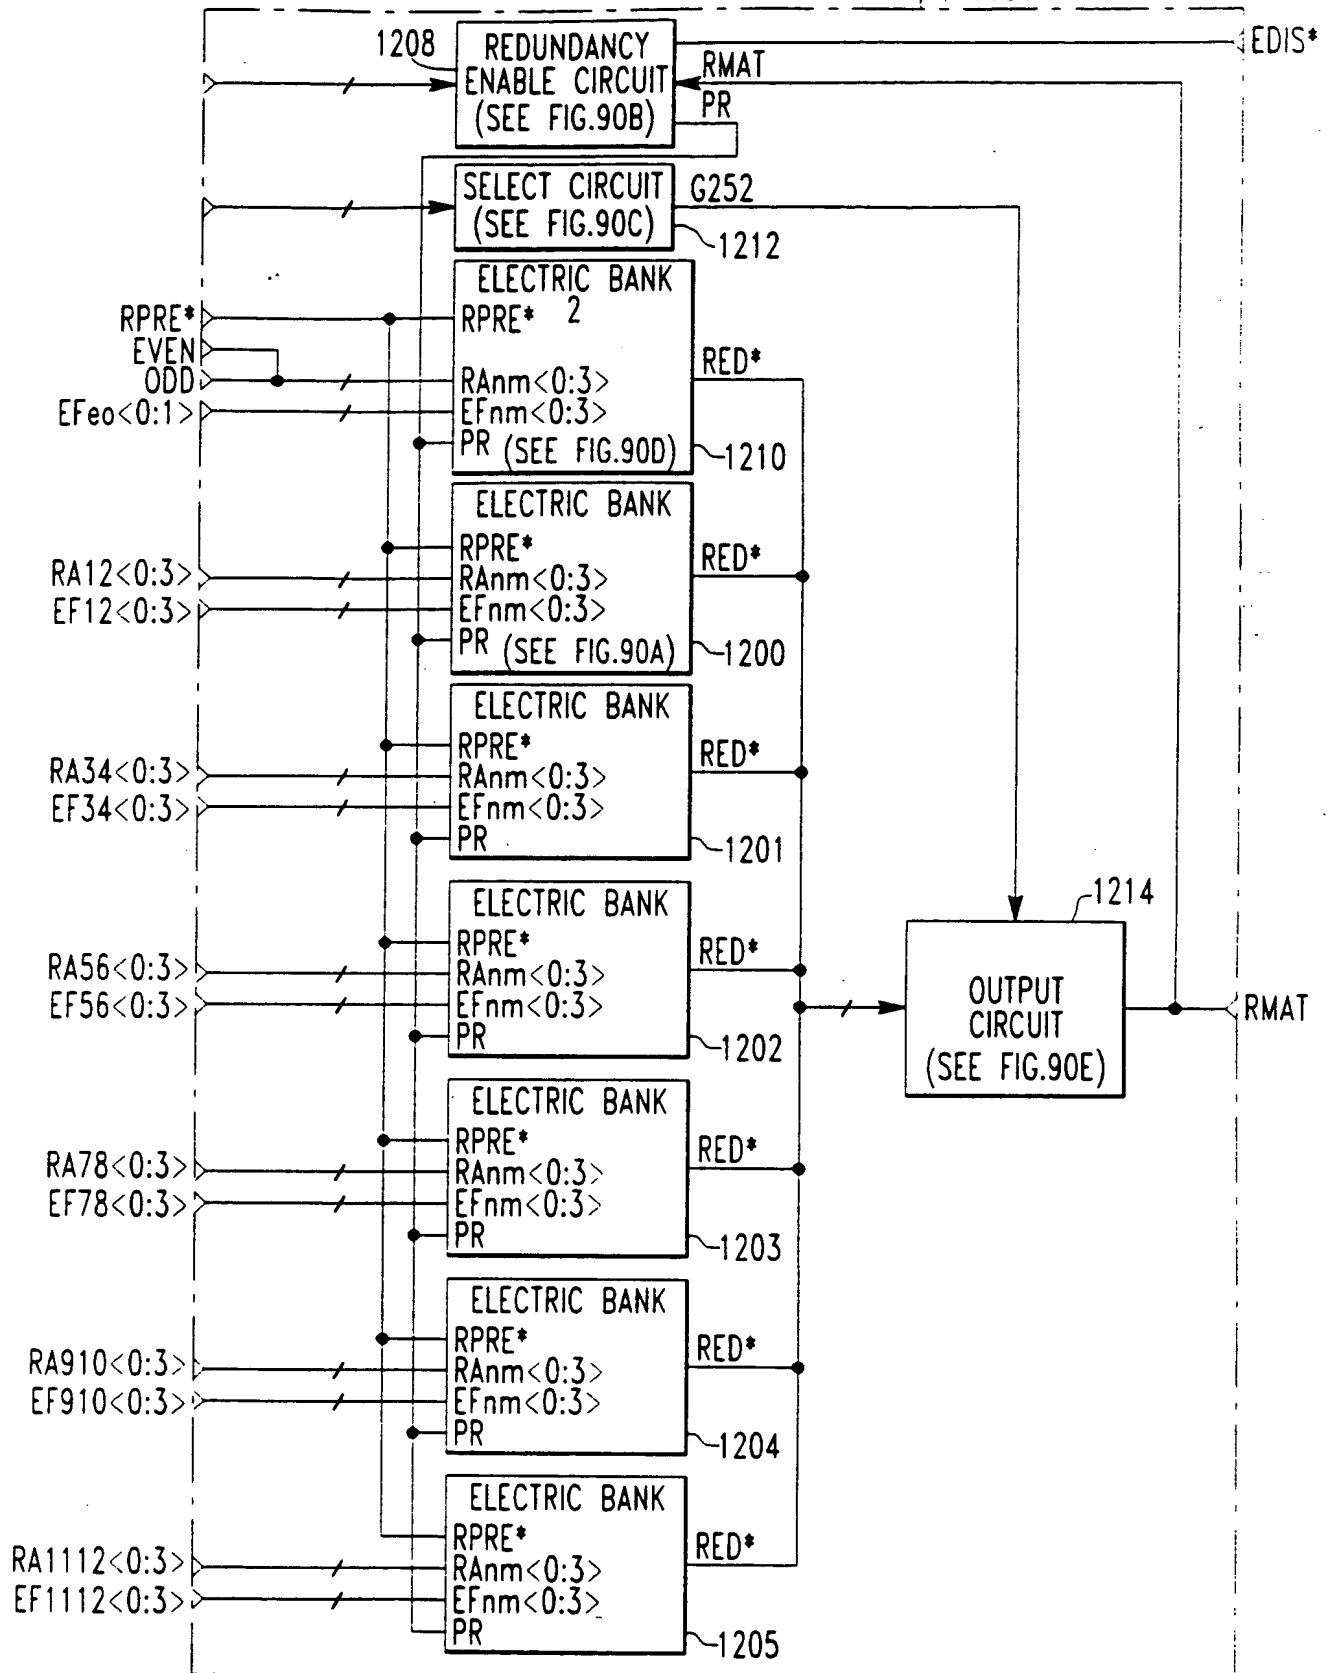 1208
REDUNDANCY
ENABLE CIRCUIT
(SEE FIG.90B)
EDIS*
RMAT
PR
SELECT CIRCUIT
(SEE FIG.90C)
G252
1212
ELECTRIC BANK
2
RPRE*
RPRE*
EVEN
ODD
RAnm<0:3>
RED*
EFeo<0:1>
EFnm<0:3>
PR (SEE FIG.90D)
1210
ELECTRIC BANK
RPRE*
RED*
RA12<0:3>
RAnm<0:3>
EF12<0:3>
EFnm<0:3>
PR (SEE FIG.90A)
1200
ELECTRIC BANK
RPRE*
RED*
RA34<0:3>
RAnm<0:3>
EF34<0:3>
EFnm<0:3>
PR
1201
ELECTRIC BANK
RPRE*
RED*
RA56<0:3>
RAnm<0:3>
EF56<0:3>
EFnm<0:3>
PR
1202
1214
OUTPUT
CIRCUIT
(SEE FIG.90E)
RMAT
ELECTRIC BANK
RPRE*
RED*
RA78<0:3>
RAnm<0:3>
EF78<0:3>
EFnm<0:3>
PR
1203
ELECTRIC BANK
RPRE*
RED*
RA910<0:3>
RAnm<0:3>
EF910<0:3>
EFnm<0:3>
PR
1204
ELECTRIC BANK
RPRE*
RED*
RA1112<0:3>
RAnm<0:3>
EF1112<0:3>
EFnm<0:3>
PR
1205